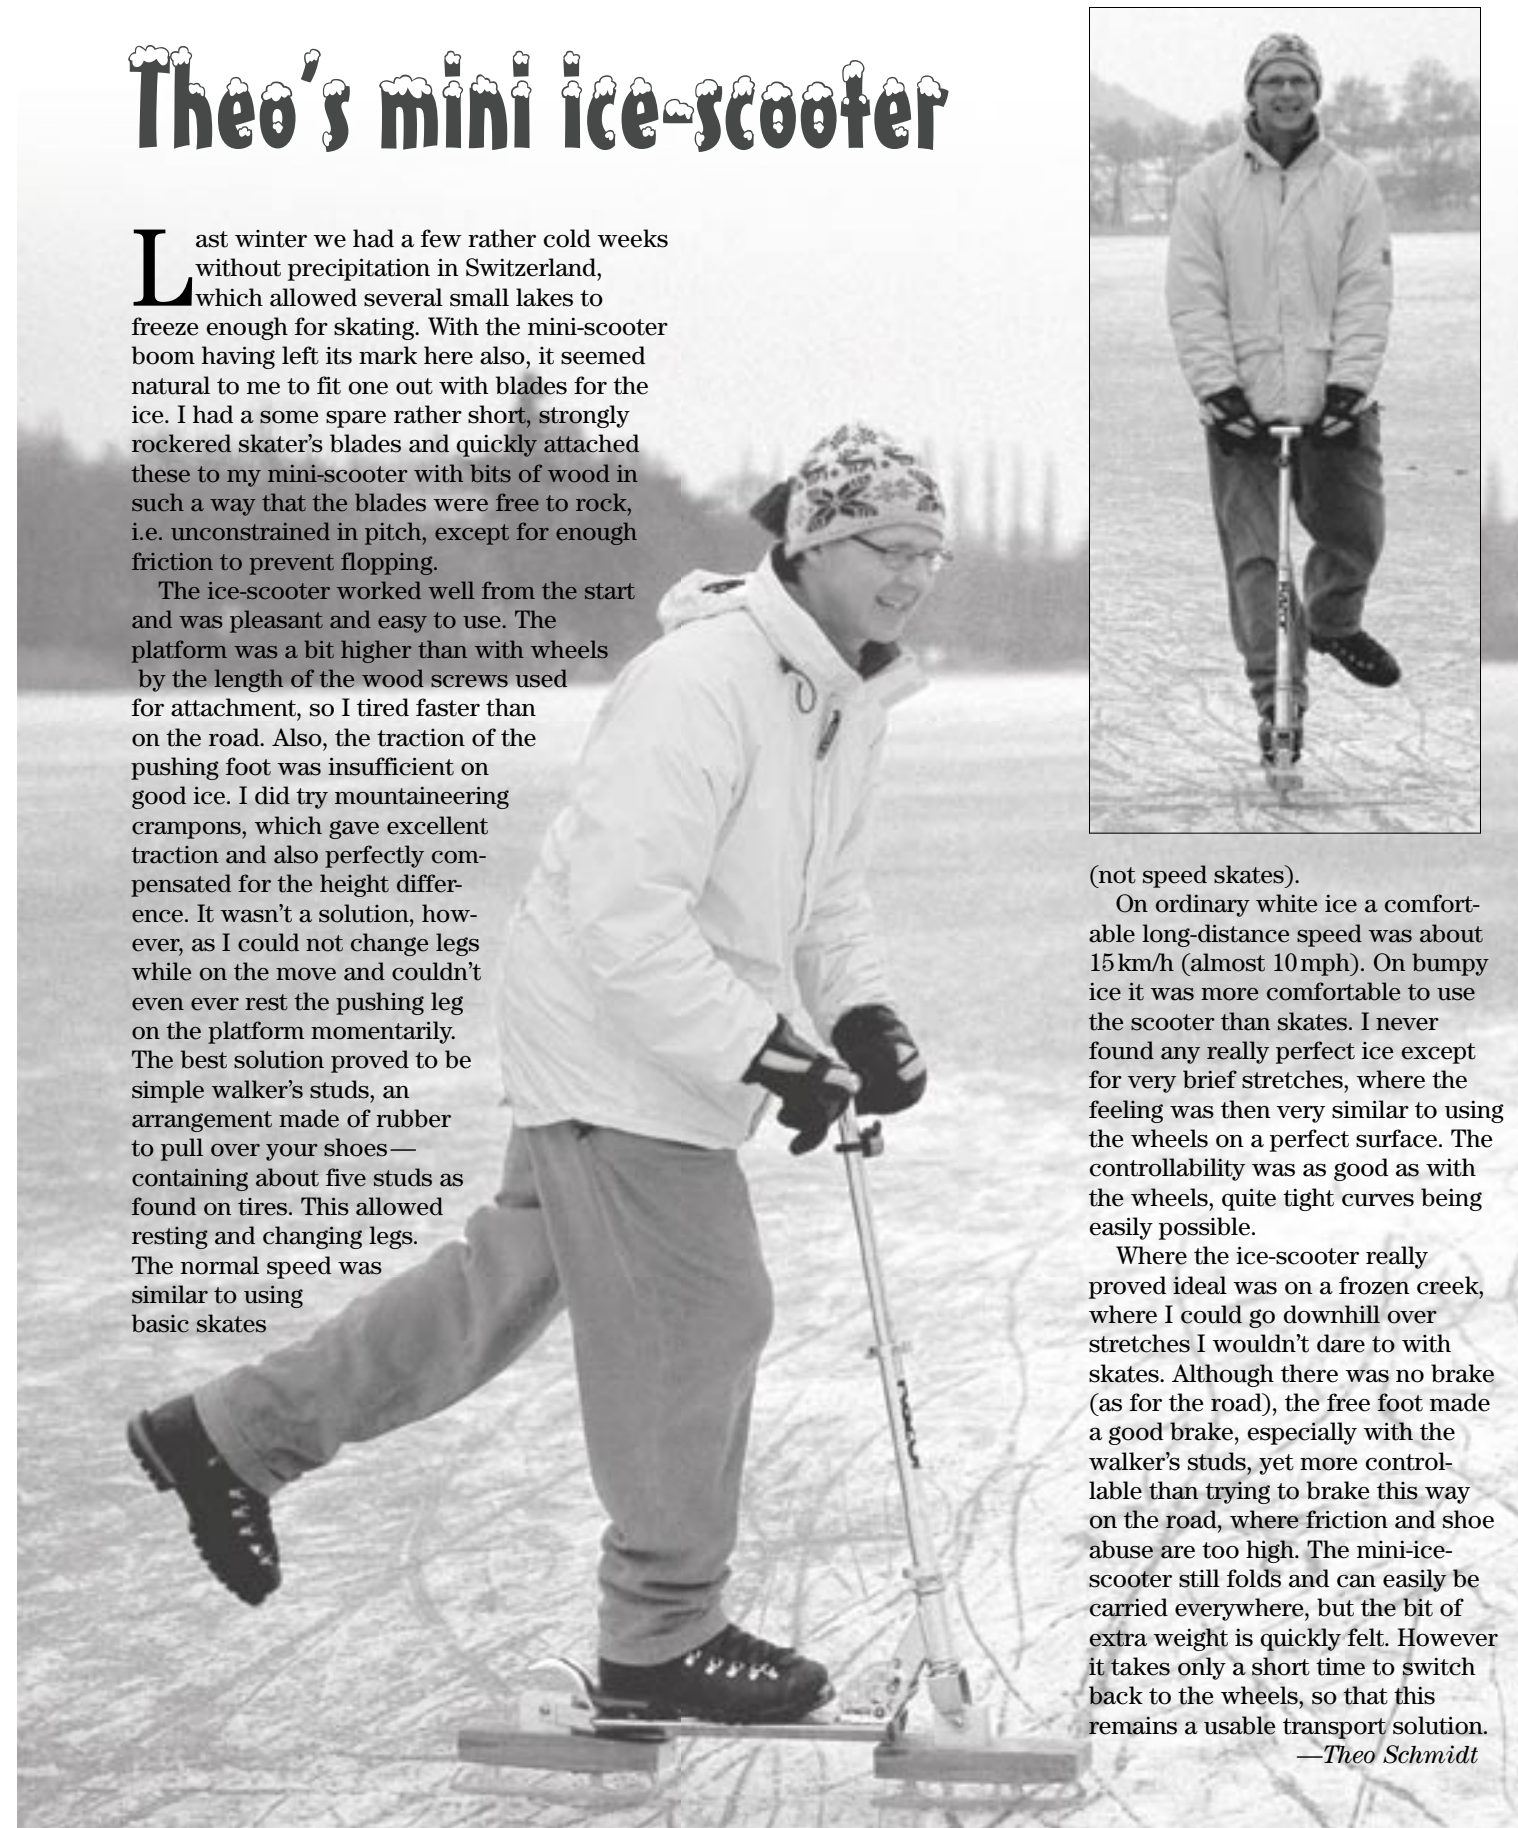 Theo's mini ice-scooter
Last winter we had a few rather cold weeks
without precipitation in Switzerland,
which allowed several small lakes to
freeze enough for skating. With the mini-scooter
boom having left its mark here also, it seemed
natural to me to fit one out with blades for the
ice. I had a some spare rather short, strongly
rockered skater's blades and quickly attached
these to my mini-scooter with bits of wood in
such a way that the blades were free to rock,
i.e. unconstrained in pitch, except for enough
friction to prevent flopping.
The ice-scooter worked well from the start
and was pleasant and easy to use. The
platform was a bit higher than with wheels
by the length of the wood screws used
for attachment, so I tired faster than
on the road. Also, the traction of the
pushing foot was insufficient on
good ice. I did try mountaineering
crampons, which gave excellent
traction and also perfectly com-
pensated for the height differ-
ence. It wasn't a solution, how-
ever, as I could not change legs
while on the move and couldn't
even ever rest the pushing leg
on the platform momentarily.
The best solution proved to be
simple walker's studs, an
arrangement made of rubber
to pull over your shoes—
containing about five studs as
found on tires. This allowed
resting and changing legs.
The normal speed was
similar to using
basic skates
(not speed skates).
On ordinary white ice a comfort-
able long-distance speed was about
15 km/h (almost 10 mph). On bumpy
ice it was more comfortable to use
the scooter than skates. I never
found any really perfect ice except
for very brief stretches, where the
feeling was then very similar to using
the wheels on a perfect surface. The
controllability was as good as with
the wheels, quite tight curves being
easily possible.
Where the ice-scooter really
proved ideal was on a frozen creek,
where I could go downhill over
stretches I wouldn't dare to with
skates. Although there was no brake
(as for the road), the free foot made
a good brake, especially with the
walker's studs, yet more control-
lable than trying to brake this way
on the road, where friction and shoe
abuse are too high. The mini-ice-
scooter still folds and can easily be
carried everywhere, but the bit of
extra weight is quickly felt. However
it takes only a short time to switch
back to the wheels, so that this
remains a usable transport solution.
—Theo Schmidt